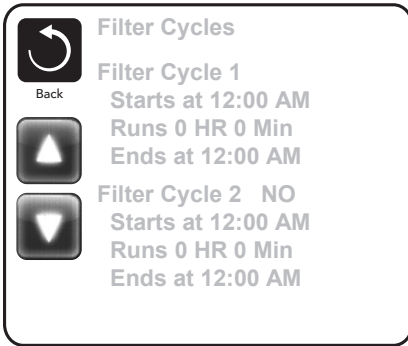 Filter Cycles
Filter Cycle 1
Back
Starts at 12:00 AM
Runs 0 HR 0 Min
Ends at 12:00 AM
Filter Cycle 2 NO
Starts at 12:00 AM
Runs 0 HR 0 Min
Ends at 12:00 AM